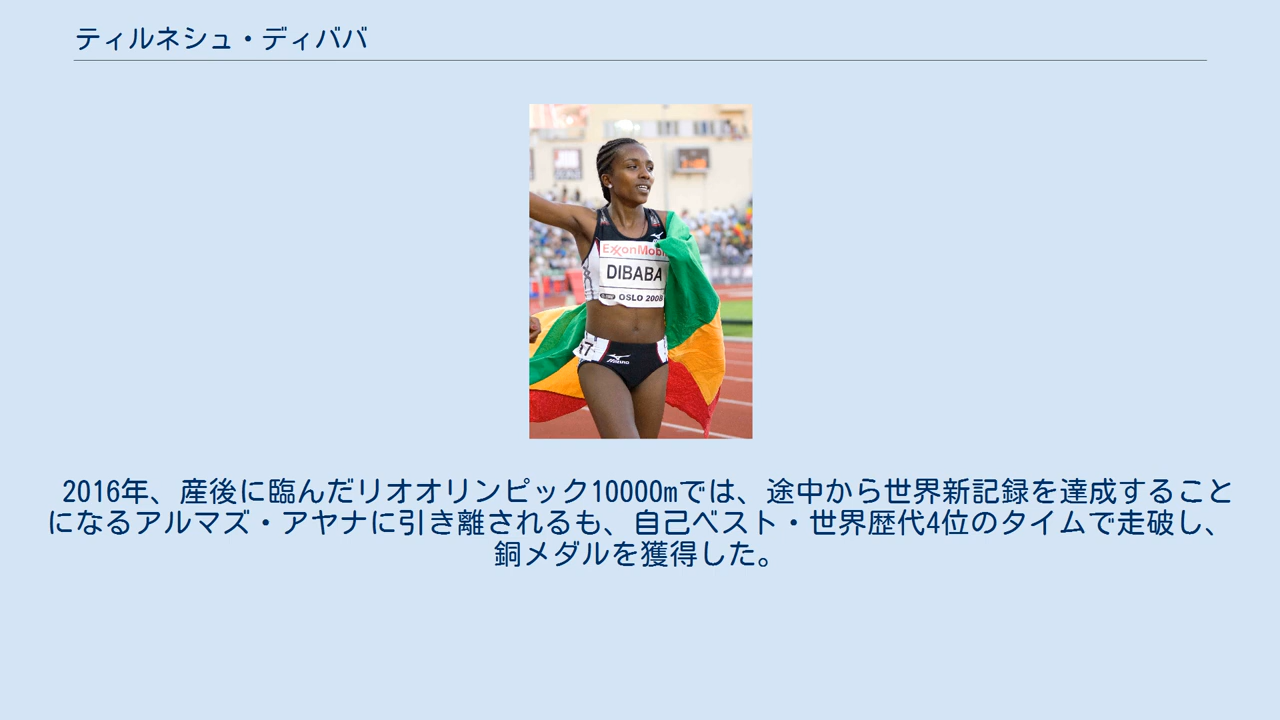 ティルネシュ・ディババ
ExxonMobil
DIBABA
OSLO 2008
MIZUNO
2016年、産後に臨んだリオオリンピック10000mでは、途中から世界新記録を達成すること
になるアルマズ・アヤナに引き離されるも、自己ベスト・世界歴代4位のタイムで走破し、
銅メダルを獲得した。